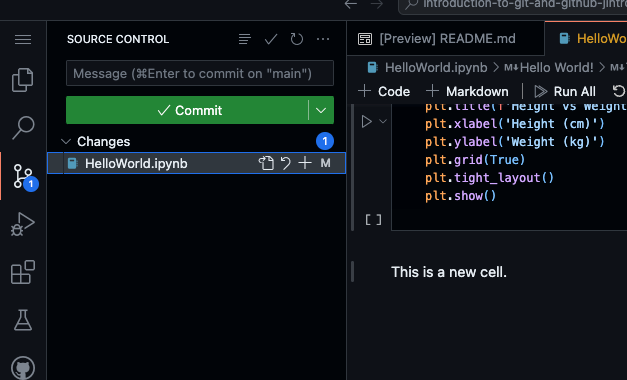 introduction-to-git-and-github-jintro
SOURCE CONTROL
Message (⌘Enter to commit on "main")
Commit
Changes
1
HelloWorld.ipynb
M
1
[Preview] README.md
HelloWo
HelloWorld.ipynb > M↓Hello World! > M↓
+ Code + Markdown | Run All
plt.title(f'Height vs Weight
plt.xlabel('Height (cm)')
plt.ylabel('Weight (kg)')
plt.grid(True)
plt.tight_layout()
plt.show()
[ ]
This is a new cell.